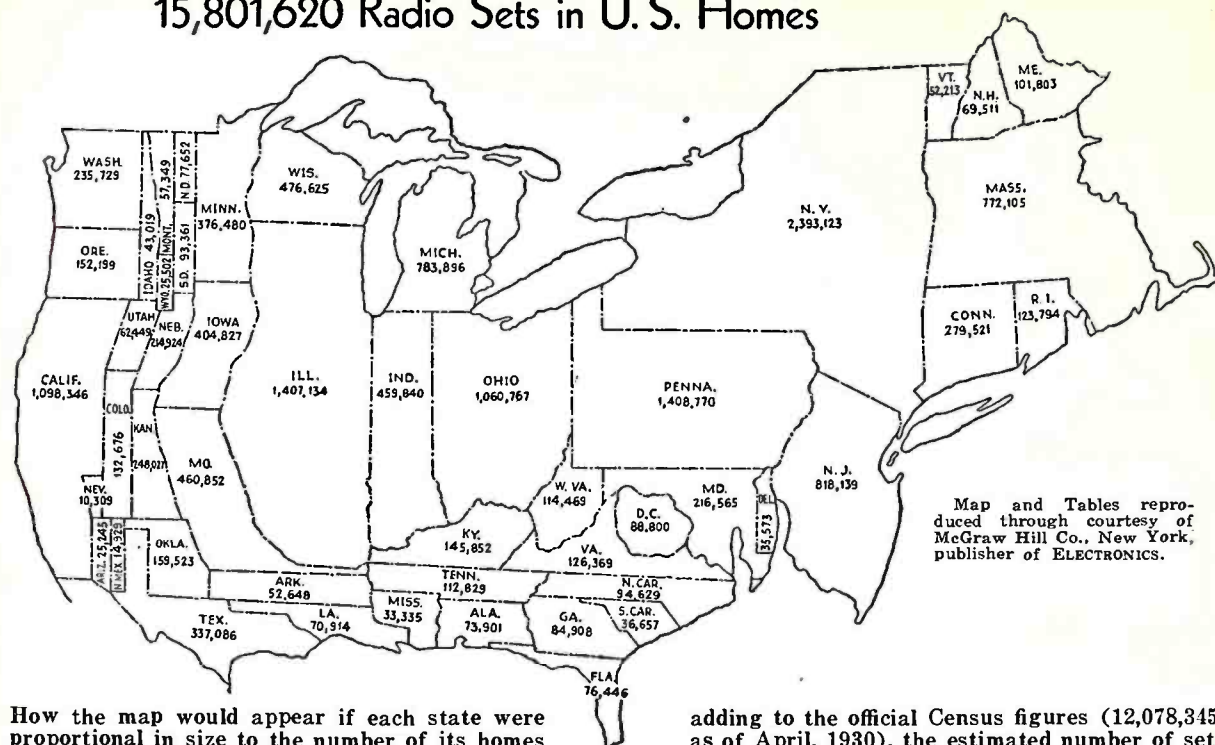 15,801,620 Radio Sets in U. S. Homes
VT.
52,213
N.H.
69,511
ME.
101,803
WASH.
235,729
IDAHO 43,019
57,349
MONT.
N.D. 77,652
MINN.
376,480
WIS.
476,625
MASS.
772,105
N. Y.
2,393,123
ORE.
152,199
WYO. 25,502
S.D. 93,361
MICH.
783,896
CONN.
279,521
R. I.
123,794
UTAH
62,449
NEB.
214,924
IOWA
404,827
CALIF.
1,098,346
COLO.
132,676
KAN.
248,027
ILL.
1,407,134
IND.
459,840
OHIO
1,060,767
PENNA.
1,408,770
MO.
460,852
NEV.
10,309
W. VA.
114,469
MD.
216,565
DEL.
35,573
N. J.
818,139
D.C.
88,800
Map and Tables repro-
duced through courtesy of
McGraw Hill Co., New York,
publisher of ELECTRONICS.
ARIZ. 25,245
N.MEX. 14,929
OKLA.
159,523
KY.
145,852
VA.
126,369
ARK.
52,648
TENN.
112,829
N. CAR.
94,629
TEX.
337,086
LA.
70,914
MISS.
33,335
ALA.
73,901
GA.
84,908
S.CAR.
36,657
FLA.
76,446
How the map would appear if each state were
proportional in size to the number of its homes
adding to the official Census figures (12,078,345
as of April, 1930), the estimated number of set